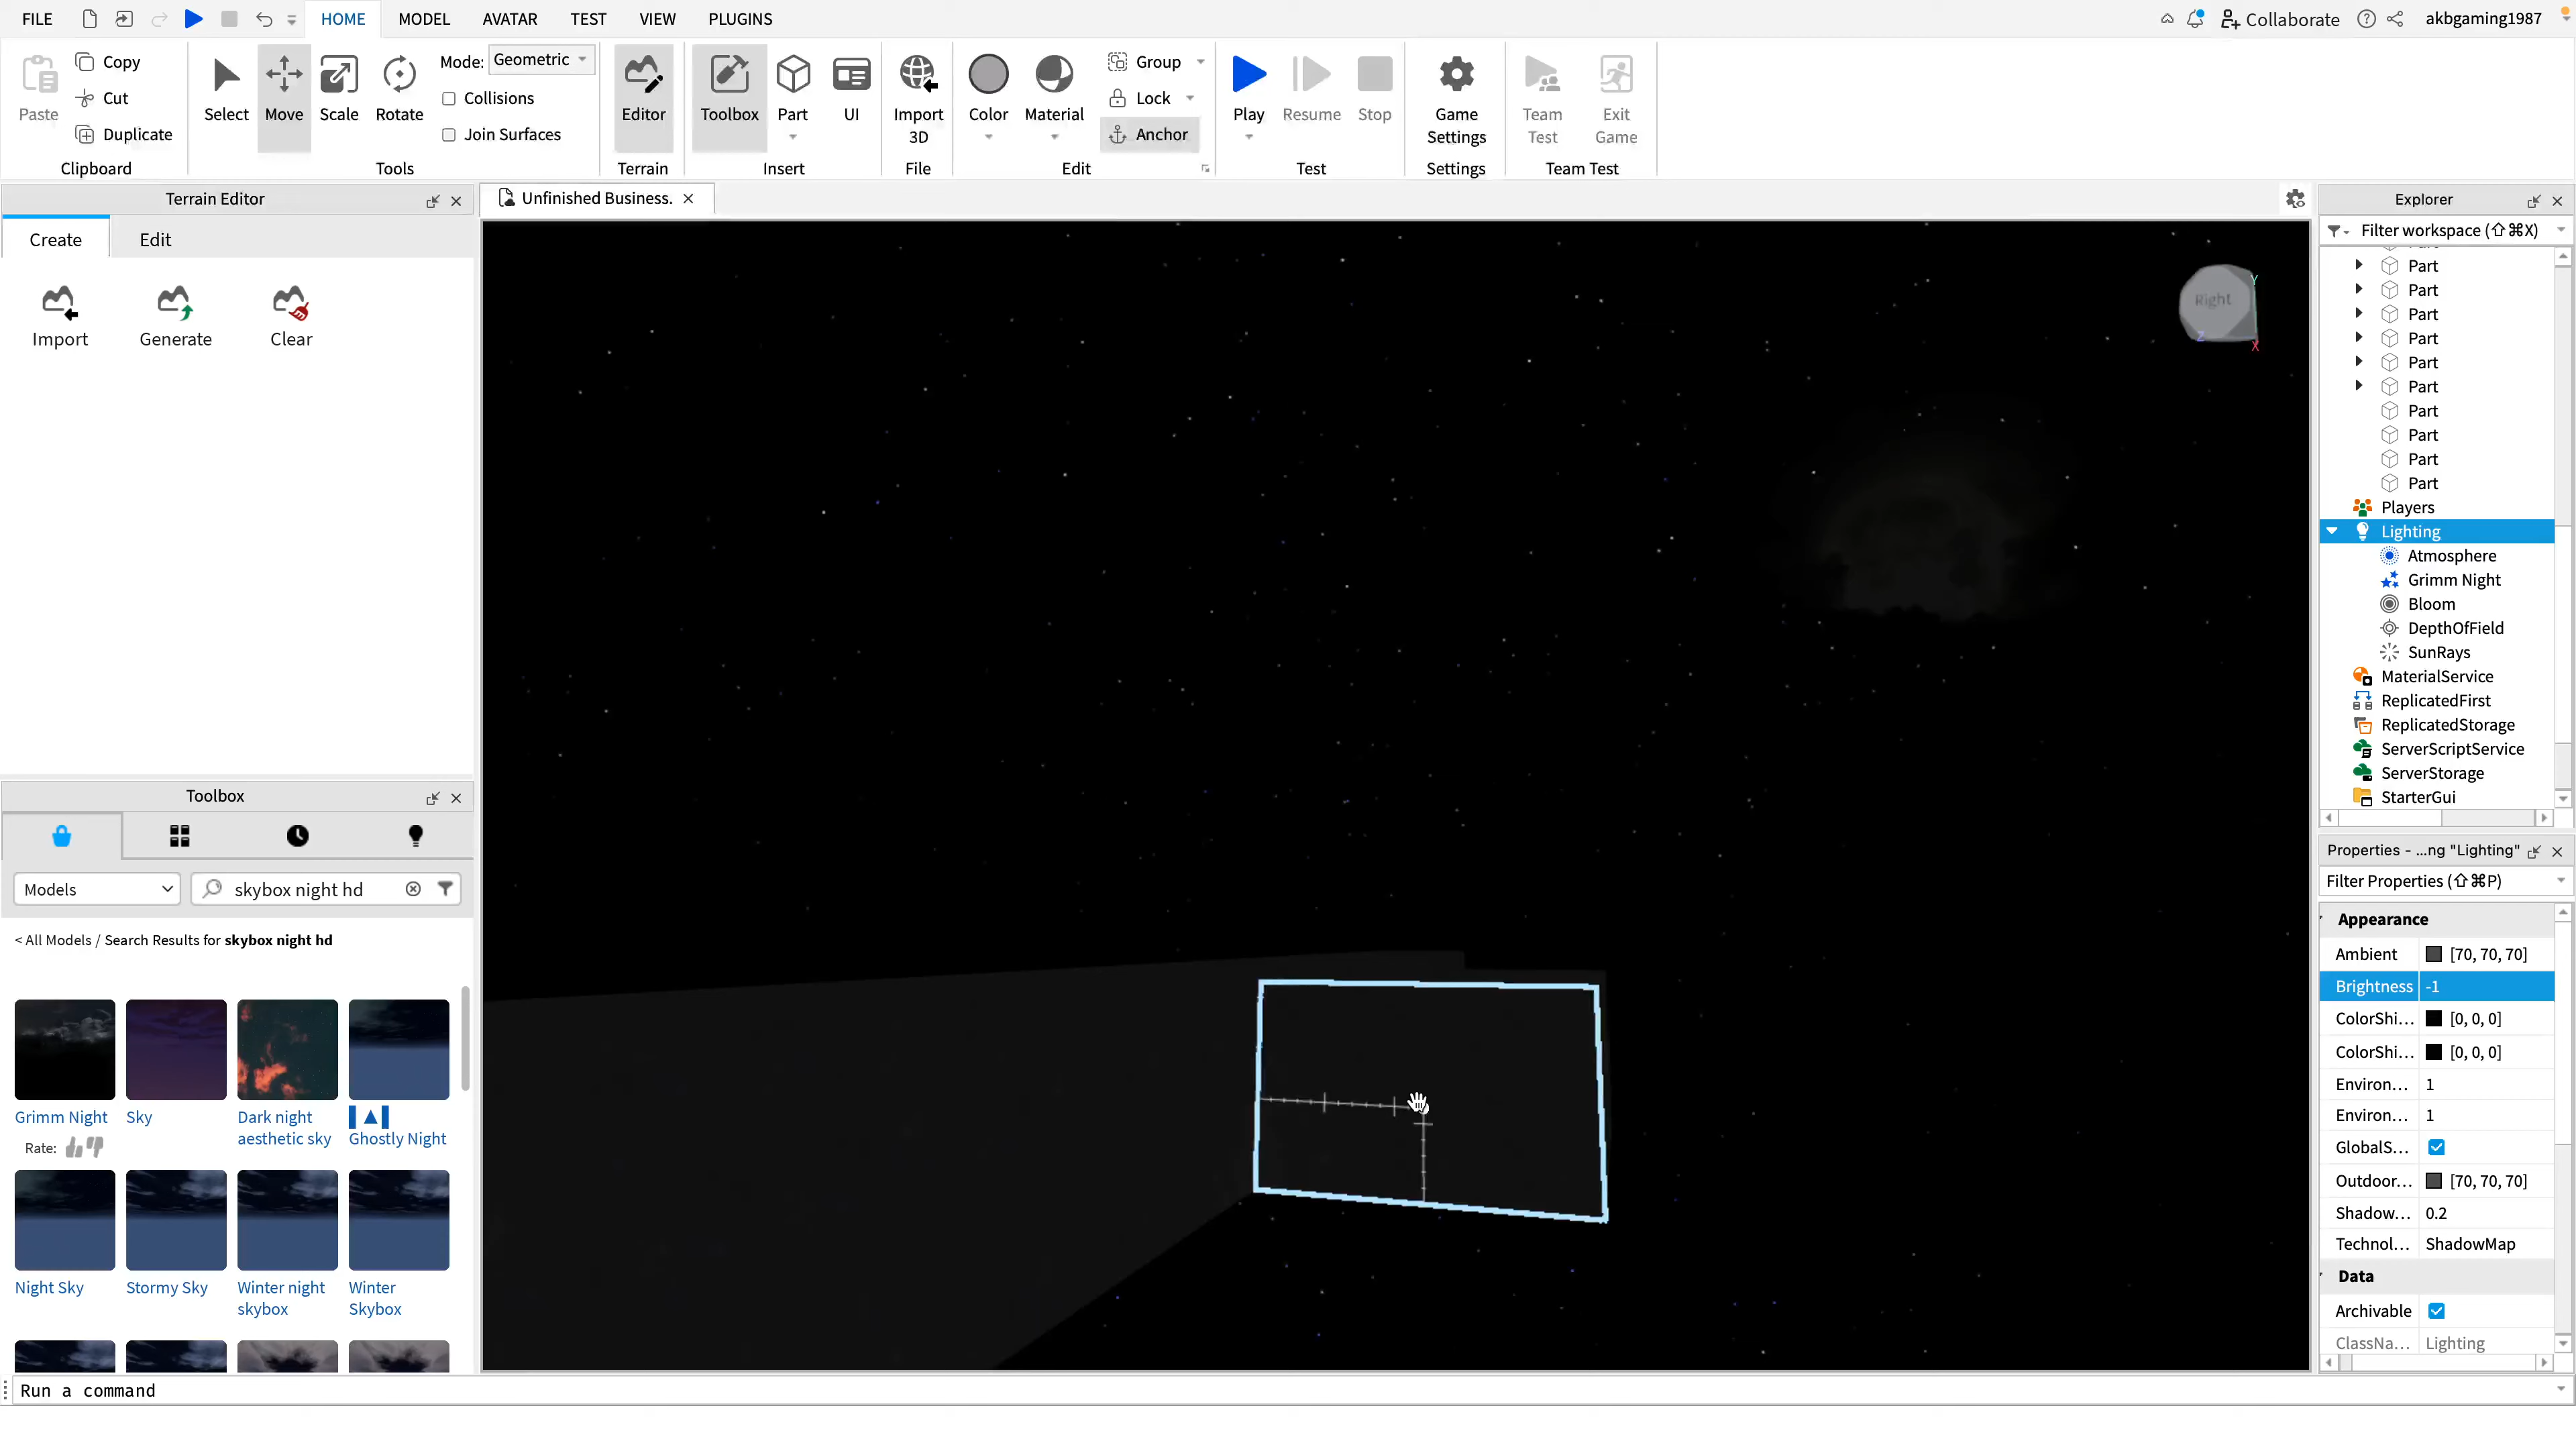 FILE HOME MODEL AVATAR TEST VIEW PLUGINS Collaborate akbgaming1987
Paste Copy Cut Duplicate
Clipboard
Select Move Scale Rotate
Mode: Geometric
Collisions
Join Surfaces
Tools
Editor
Terrain
Toolbox Part UI
Insert
Import 3D
File
Color Material
Group
Lock
Anchor
Edit
Play Resume Stop
Test
Game Settings
Settings
Team Test Exit Game
Team Test
Terrain Editor
Create Edit
Import Generate Clear
Unfinished Business.
Right
Y
Z
X
Toolbox
Models skybox night hd
< All Models / Search Results for skybox night hd
Grimm Night Sky Dark night aesthetic sky Ghostly Night
Rate:
Night Sky Stormy Sky Winter night skybox Winter Skybox
Run a command
Explorer
Filter workspace (⇧⌘X)
Part
Part
Part
Part
Part
Part
Part
Part
Part
Part
Players
Lighting
Atmosphere
Grimm Night
Bloom
DepthOfField
SunRays
MaterialService
ReplicatedFirst
ReplicatedStorage
ServerScriptService
ServerStorage
StarterGui
Properties - ...ng "Lighting"
Filter Properties (⇧⌘P)
Appearance
Ambient [70, 70, 70]
Brightness -1
ColorShi... [0, 0, 0]
ColorShi... [0, 0, 0]
Environ... 1
Environ... 1
GlobalS...
Outdoor... [70, 70, 70]
Shadow... 0.2
Technol... ShadowMap
Data
Archivable
ClassNa... Lighting